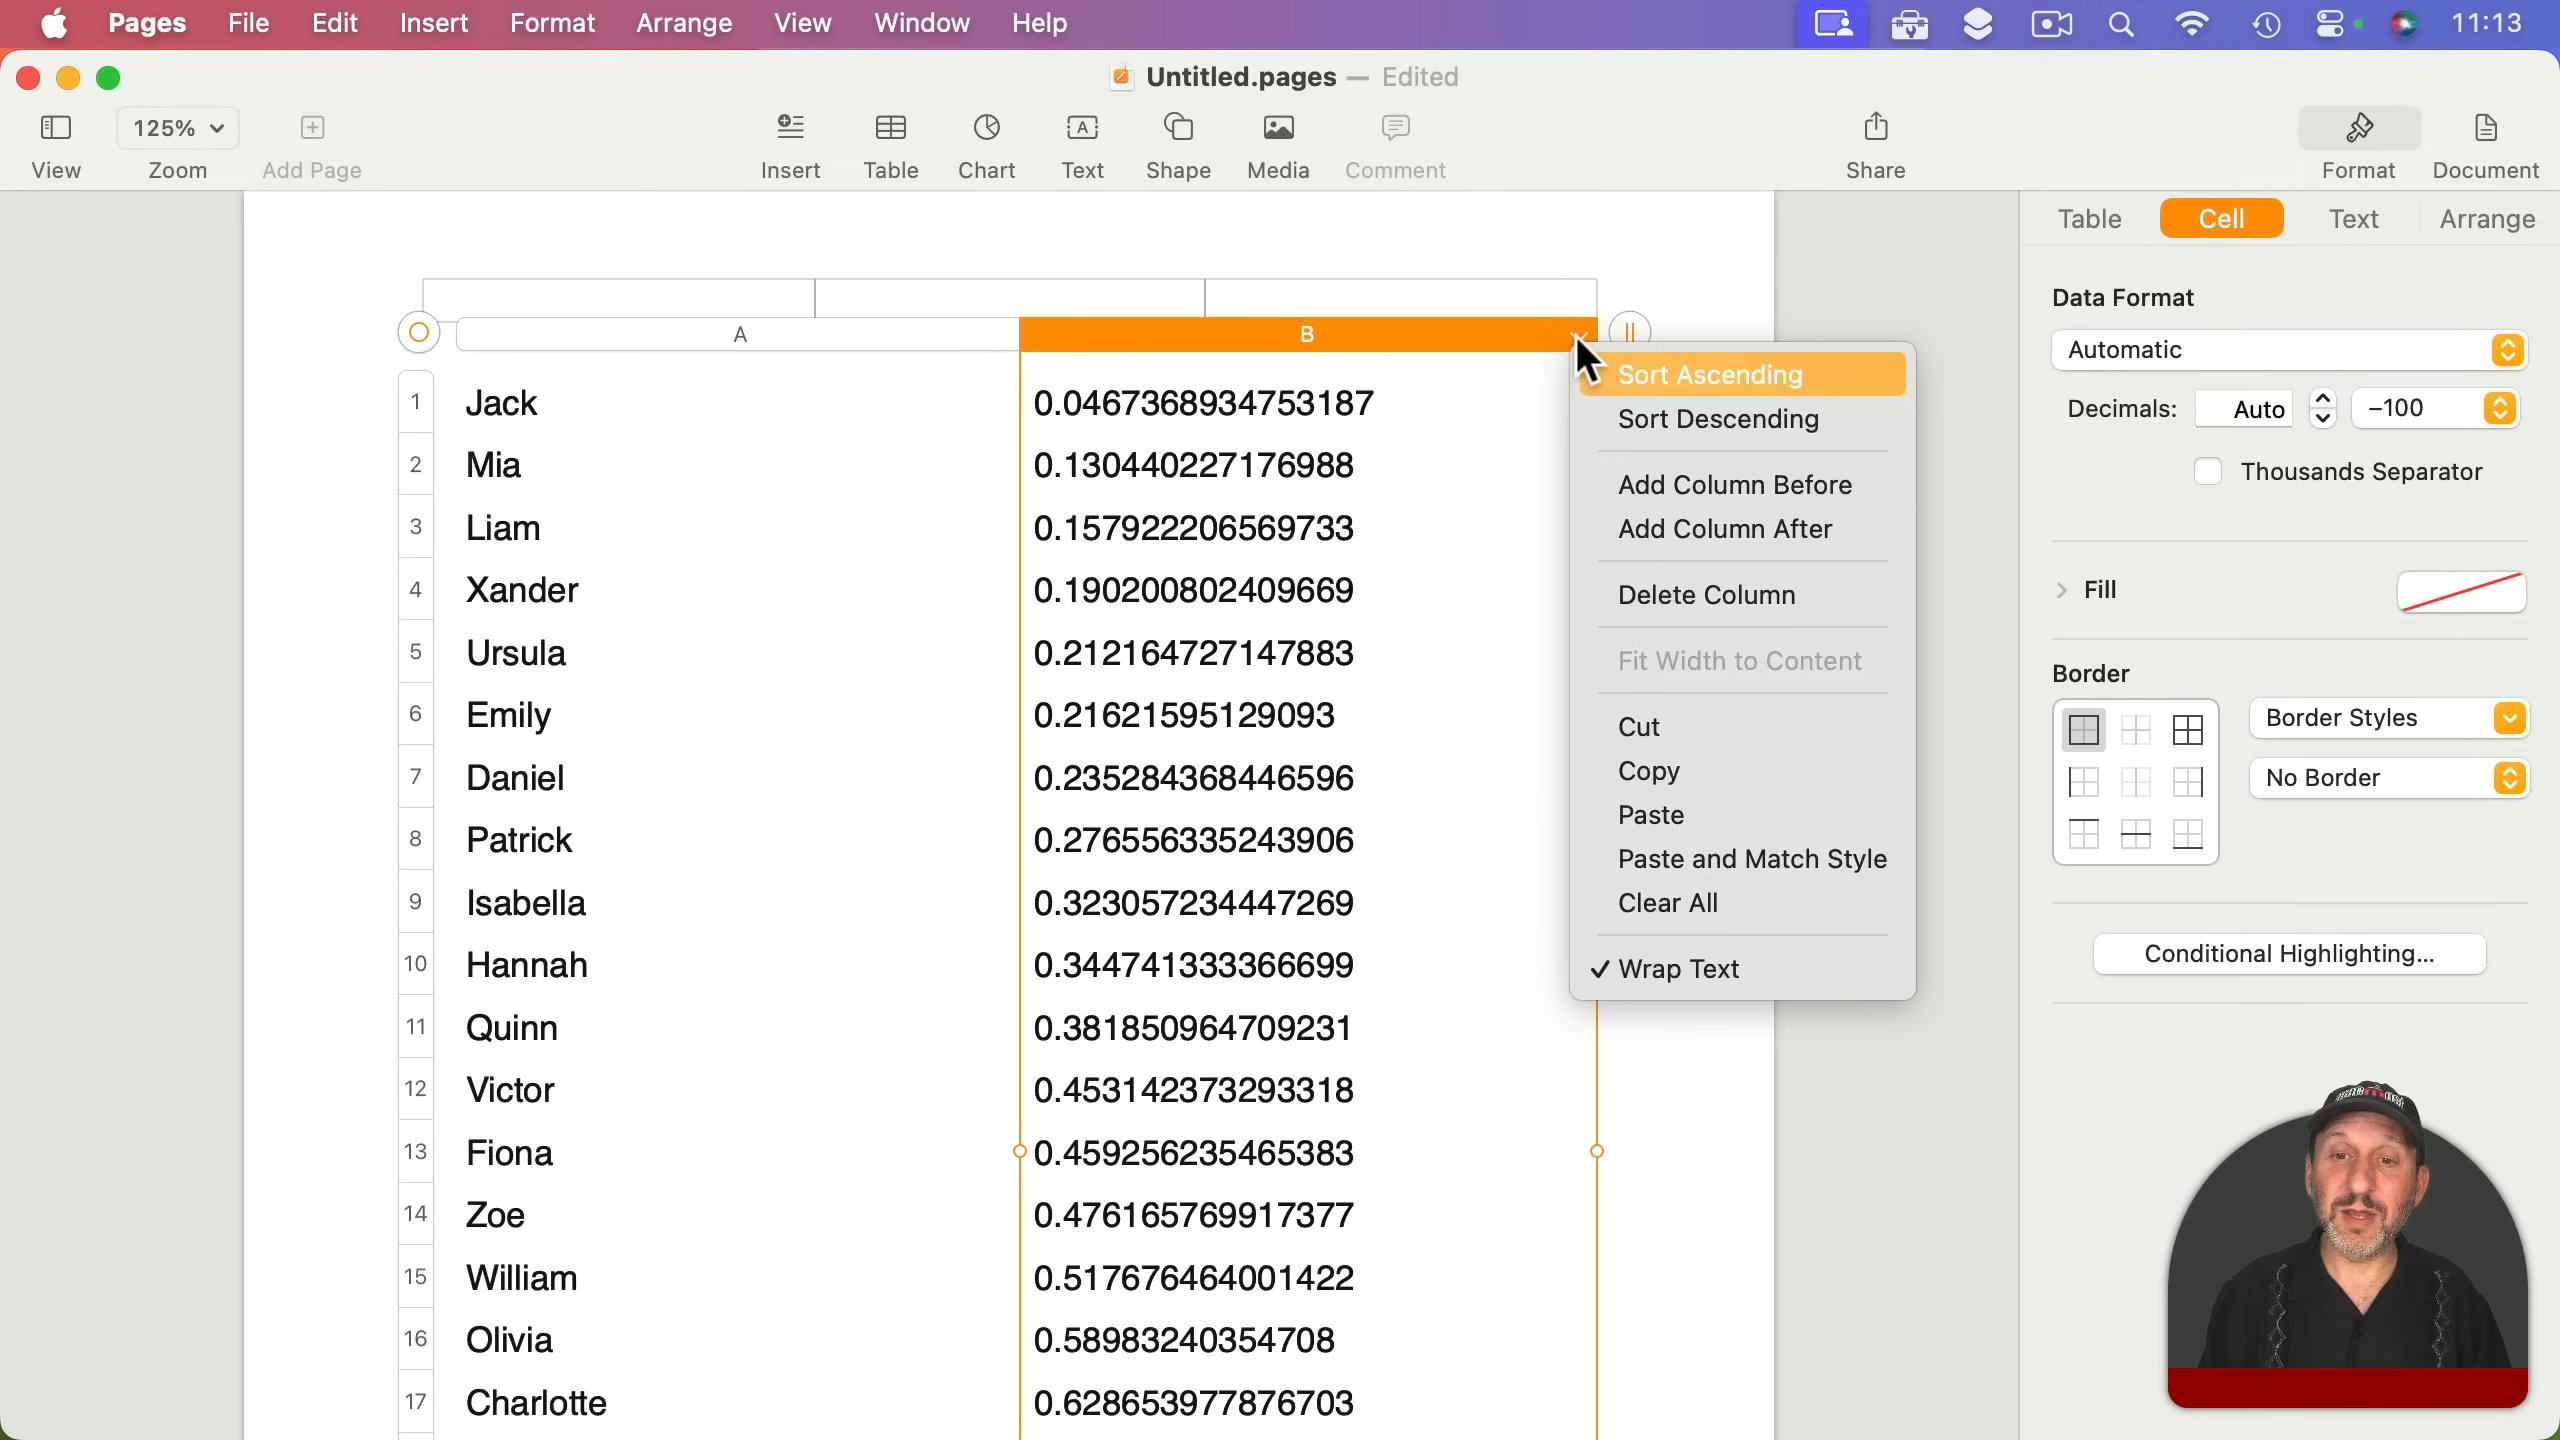 Pages File Edit Insert Format Arrange View Window Help 11:13
Untitled.pages — Edited
125%
View Zoom Add Page Insert Table Chart Text Shape Media Comment Share Format Document
Table Cell Text Arrange
A B
1 Jack 0.0467368934753187
2 Mia 0.130440227176988
3 Liam 0.157922206569733
4 Xander 0.190200802409669
5 Ursula 0.212164727147883
6 Emily 0.21621595129093
7 Daniel 0.235284368446596
8 Patrick 0.276556335243906
9 Isabella 0.323057234447269
10 Hannah 0.344741333366699
11 Quinn 0.381850964709231
12 Victor 0.453142373293318
13 Fiona 0.459256235465383
14 Zoe 0.476165769917377
15 William 0.517676464001422
16 Olivia 0.58983240354708
17 Charlotte 0.628653977876703
Sort Ascending
Sort Descending
Add Column Before
Add Column After
Delete Column
Fit Width to Content
Cut
Copy
Paste
Paste and Match Style
Clear All
✓ Wrap Text
Data Format
Automatic
Decimals: Auto –100
Thousands Separator
Fill
Border
Border Styles
No Border
Conditional Highlighting...